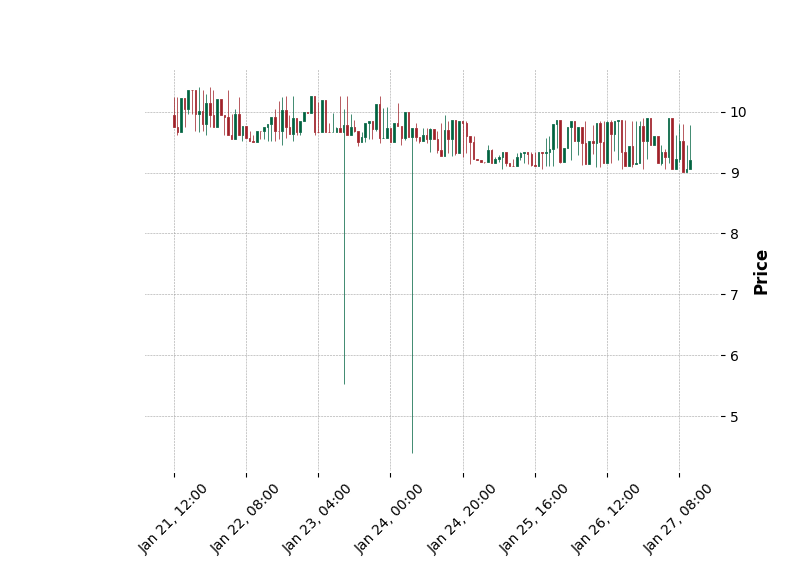 10
9
8
7
6
5
Price
Jan 21, 12:00
Jan 22, 08:00
Jan 23, 04:00
Jan 24, 00:00
Jan 24, 20:00
Jan 25, 16:00
Jan 26, 12:00
Jan 27, 08:00